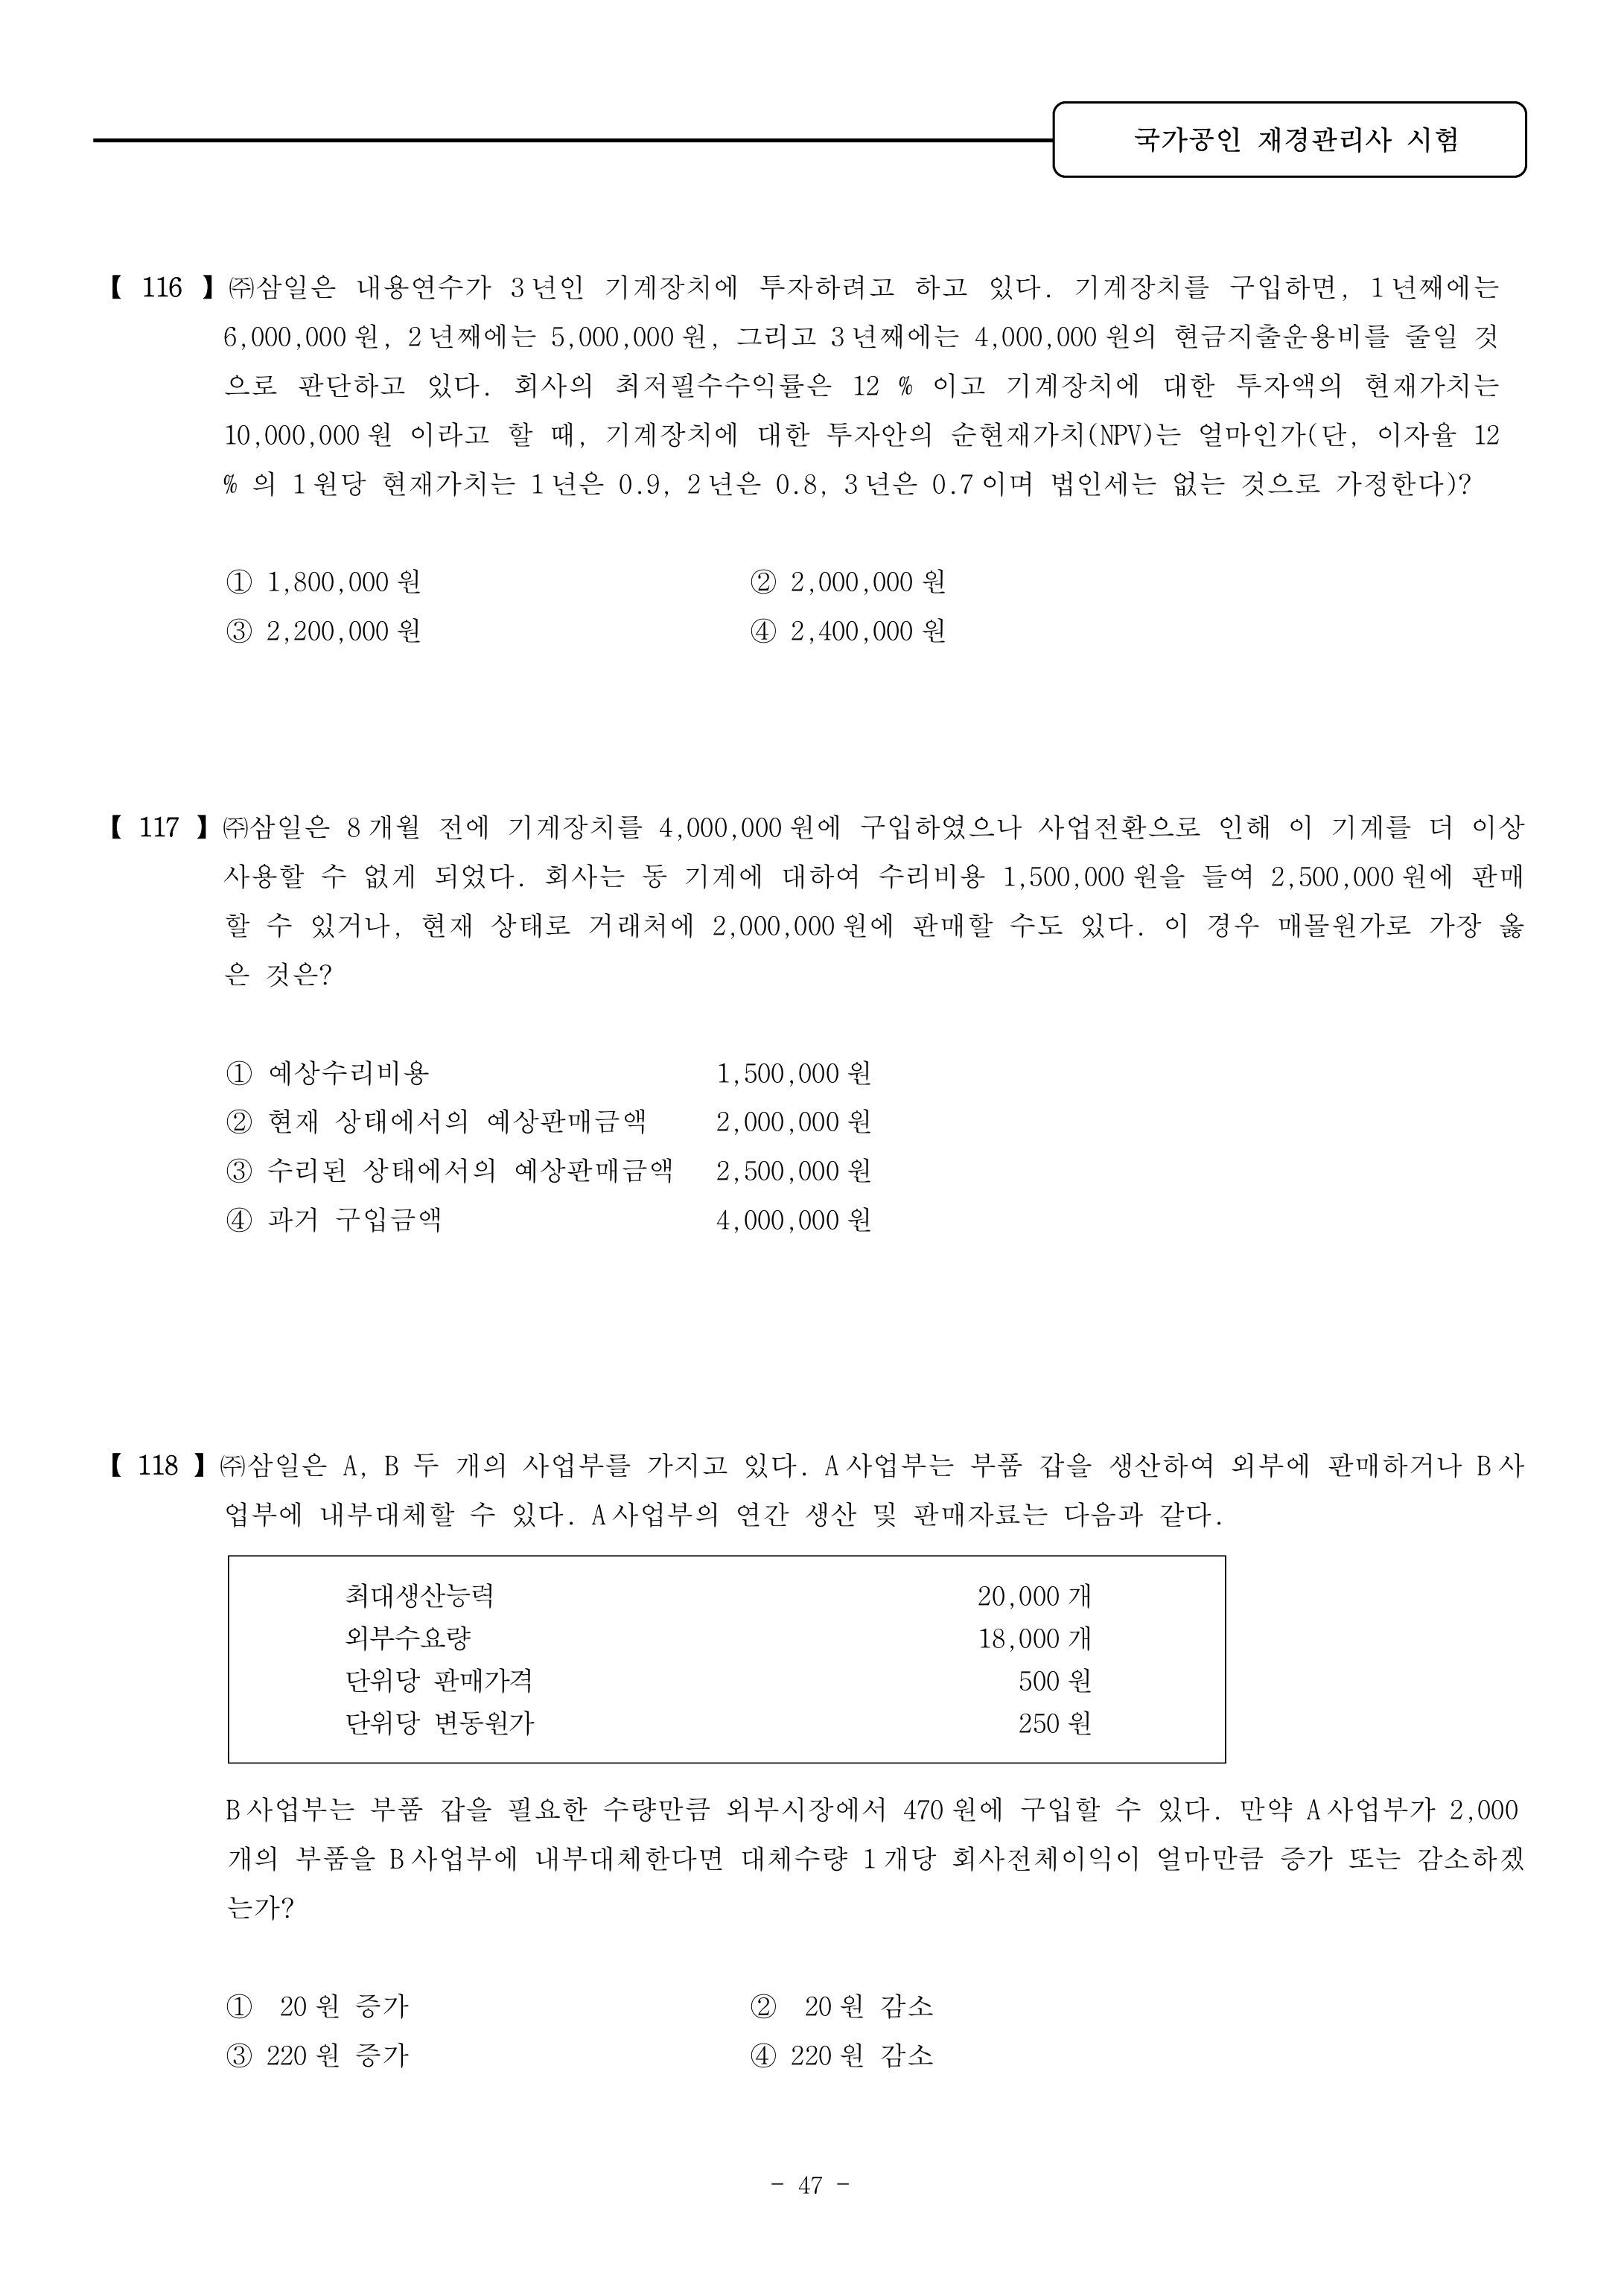 국가공인 재경관리사 시험
【 116 】㈜삼일은 내용연수가 3년인 기계장치에 투자하려고 하고 있다. 기계장치를 구입하면, 1년째에는
6,000,000원, 2년째에는 5,000,000원, 그리고 3년째에는 4,000,000원의 현금지출운용비를 줄일 것
으로 판단하고 있다. 회사의 최저필수수익률은 12 % 이고 기계장치에 대한 투자액의 현재가치는
10,000,000원 이라고 할 때, 기계장치에 대한 투자안의 순현재가치(NPV)는 얼마인가(단, 이자율 12
% 의 1원당 현재가치는 1년은 0.9, 2년은 0.8, 3년은 0.7이며 법인세는 없는 것으로 가정한다)?
① 1,800,000원 ② 2,000,000원
③ 2,200,000원 ④ 2,400,000원
【 117 】㈜삼일은 8개월 전에 기계장치를 4,000,000원에 구입하였으나 사업전환으로 인해 이 기계를 더 이상
사용할 수 없게 되었다. 회사는 동 기계에 대하여 수리비용 1,500,000원을 들여 2,500,000원에 판매
할 수 있거나, 현재 상태로 거래처에 2,000,000원에 판매할 수도 있다. 이 경우 매몰원가로 가장 옳
은 것은?
① 예상수리비용 1,500,000원
② 현재 상태에서의 예상판매금액 2,000,000원
③ 수리된 상태에서의 예상판매금액 2,500,000원
④ 과거 구입금액 4,000,000원
【 118 】㈜삼일은 A, B 두 개의 사업부를 가지고 있다. A사업부는 부품 갑을 생산하여 외부에 판매하거나 B사
업부에 내부대체할 수 있다. A사업부의 연간 생산 및 판매자료는 다음과 같다.
최대생산능력 20,000개
외부수요량 18,000개
단위당 판매가격 500원
단위당 변동원가 250원
B사업부는 부품 갑을 필요한 수량만큼 외부시장에서 470원에 구입할 수 있다. 만약 A사업부가 2,000
개의 부품을 B사업부에 내부대체한다면 대체수량 1개당 회사전체이익이 얼마만큼 증가 또는 감소하겠
는가?
① 20원 증가 ② 20원 감소
③ 220원 증가 ④ 220원 감소
- 47 -